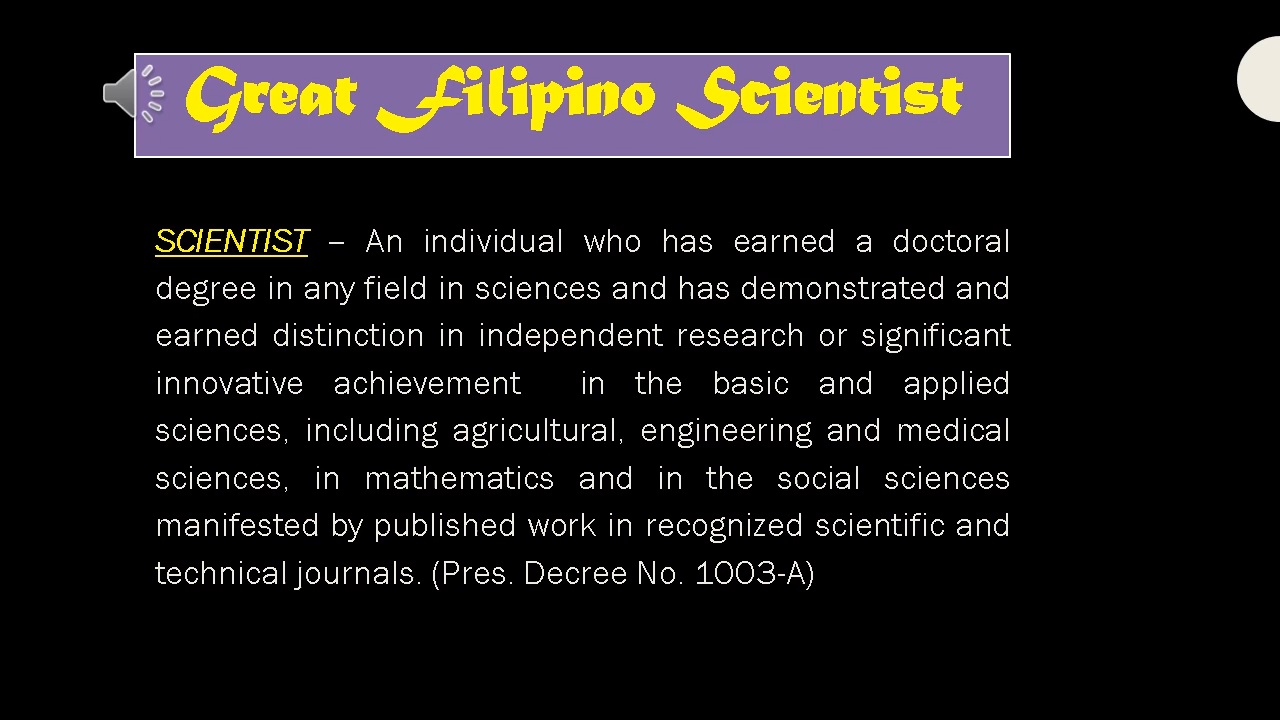 Great Filipino Scientist
SCIENTIST – An individual who has earned a doctoral
degree in any field in sciences and has demonstrated and
earned distinction in independent research or significant
innovative achievement in the basic and applied
sciences, including agricultural, engineering and medical
sciences, in mathematics and in the social sciences
manifested by published work in recognized scientific and
technical journals. (Pres. Decree No. 1003-A)